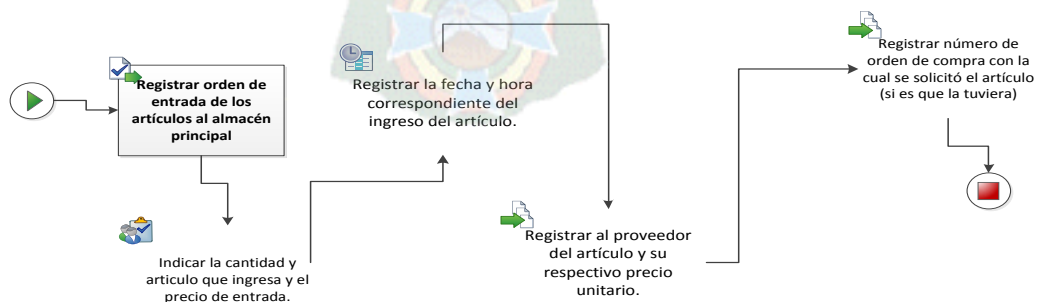 Registrar orden de
entrada de los
artículos al almacén
principal
Indicar la cantidad y
articulo que ingresa y el
precio de entrada.
Registrar la fecha y hora
correspondiente del
ingreso del artículo.
Registrar al proveedor
del artículo y su
respectivo precio
unitario.
Registrar número de
orden de compra con la
cual se solicitó el artículo
(si es que la tuviera)